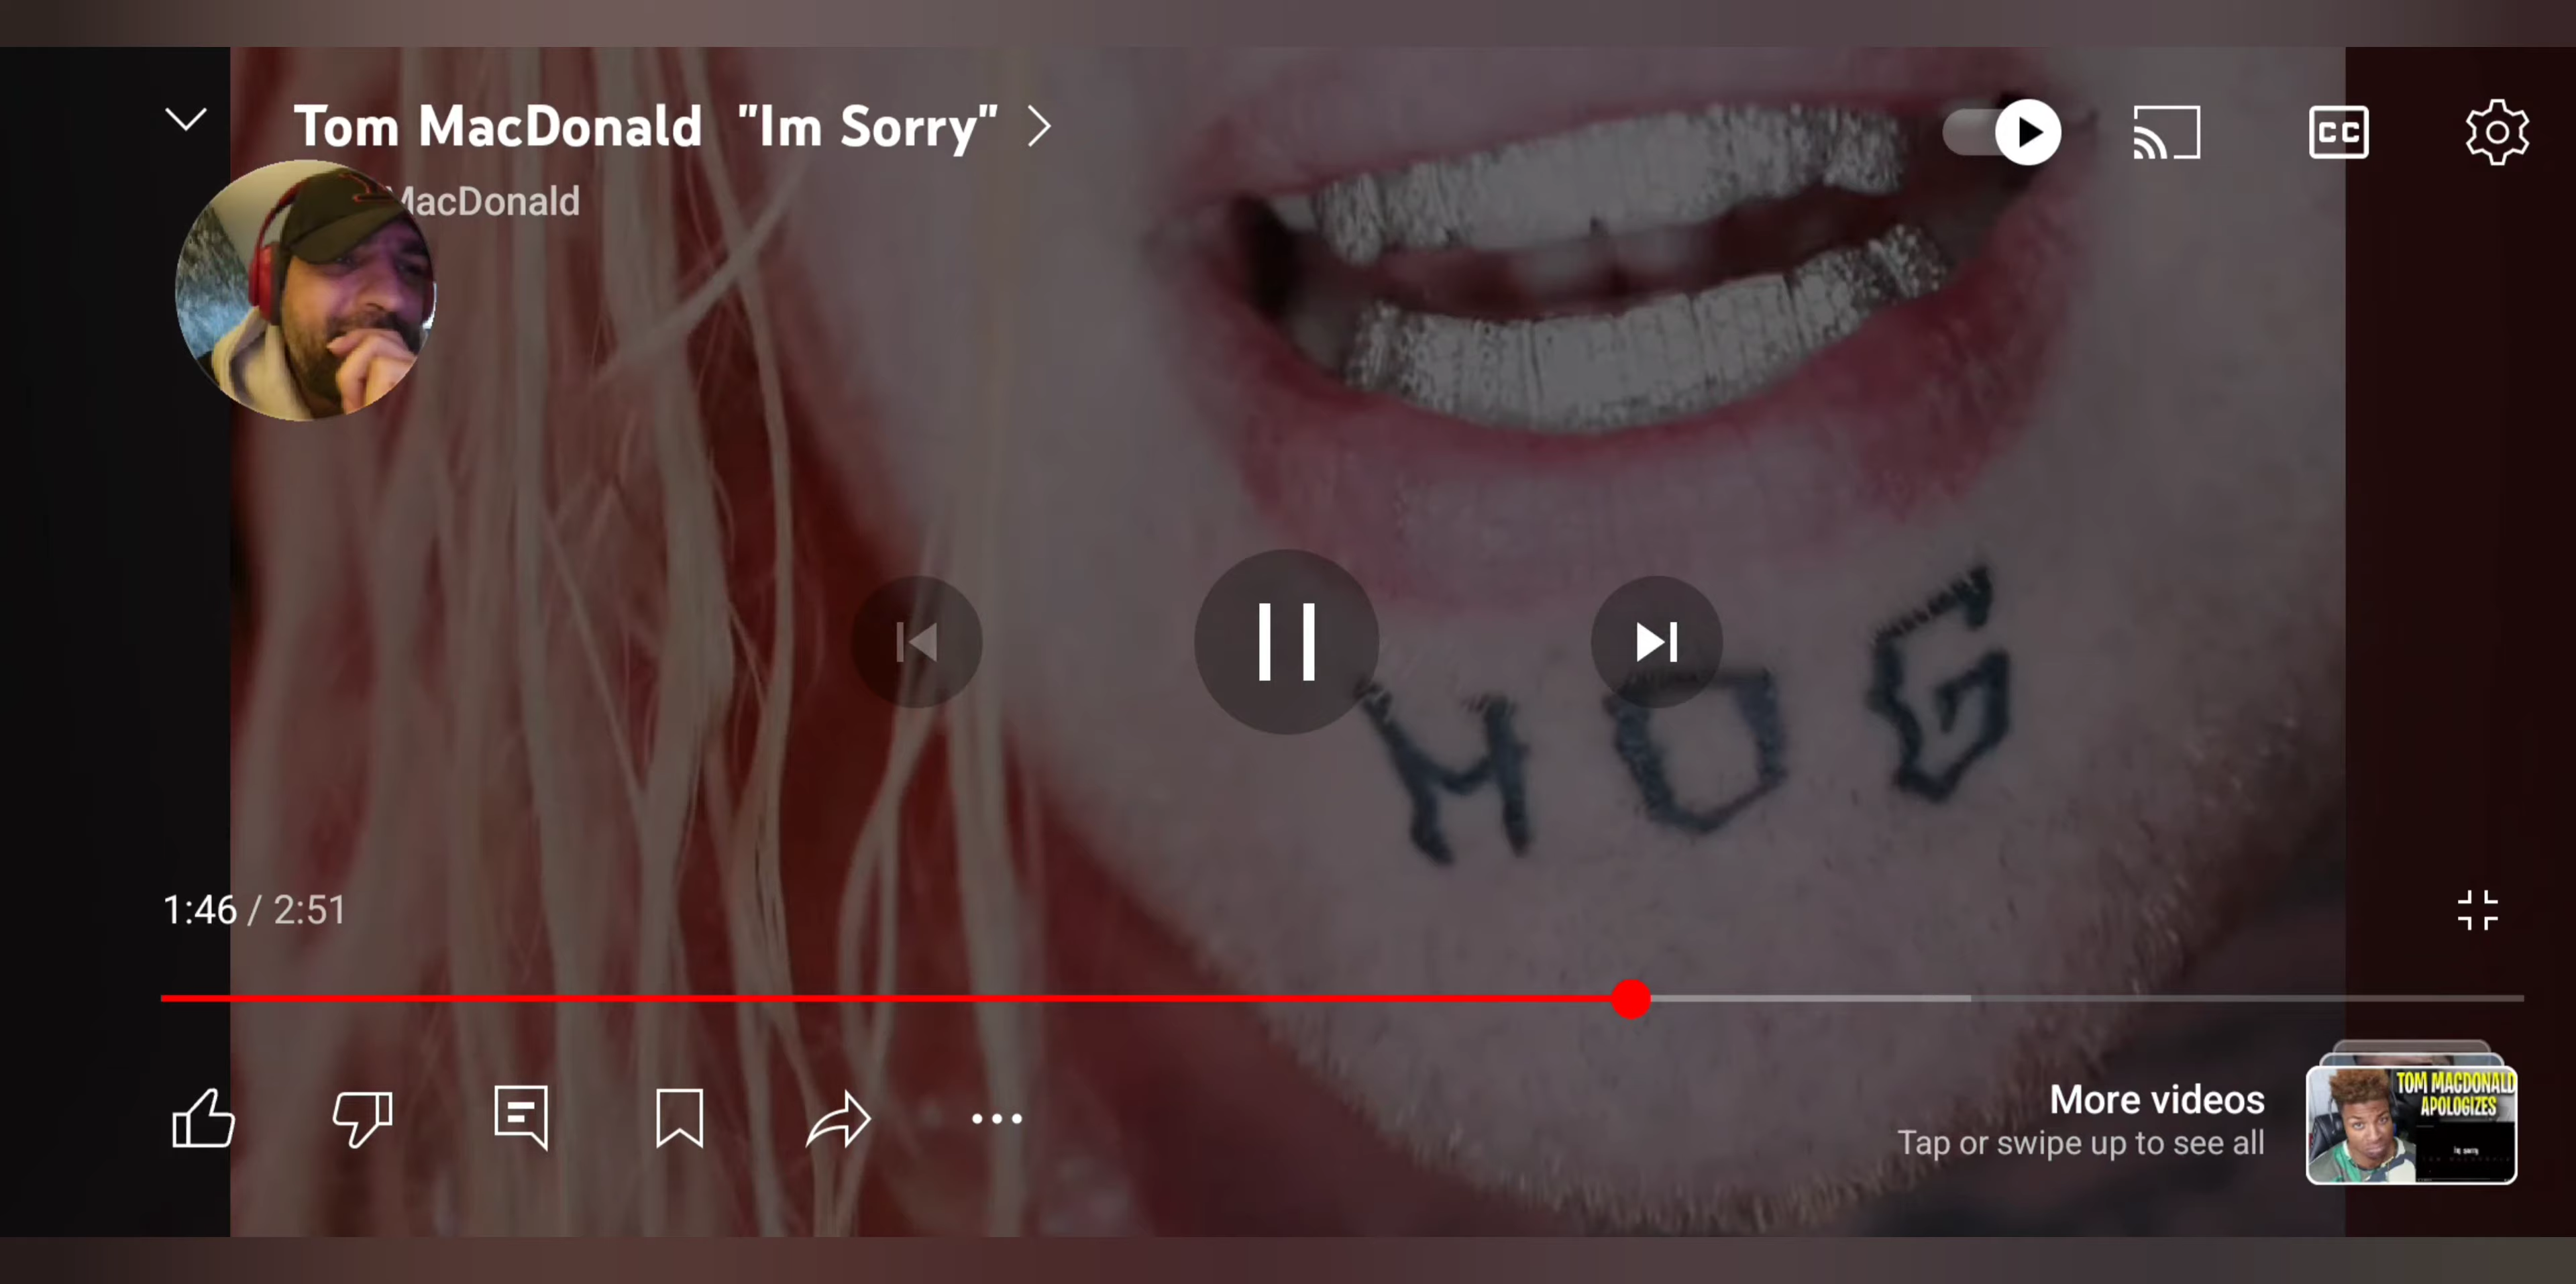 Tom MacDonald "Im Sorry"
MacDonald
CC
HOG
1:46 / 2:51
More videos
Tap or swipe up to see all
TOM MACDONALD
APOLOGIZES